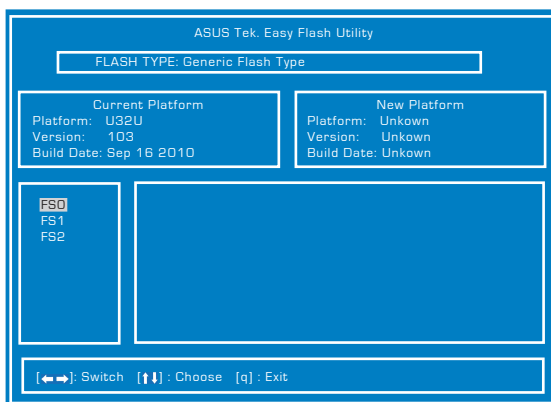 ASUS Tek. Easy Flash Utility
FLASH TYPE: Generic Flash Type
Current Platform
Platform: U32U
Version: 103
Build Date: Sep 16 2010
New Platform
Platform: Unkown
Version: Unkown
Build Date: Unkown
FS0
FS1
FS2
[←→]: Switch [↑↓] : Choose [q] : Exit